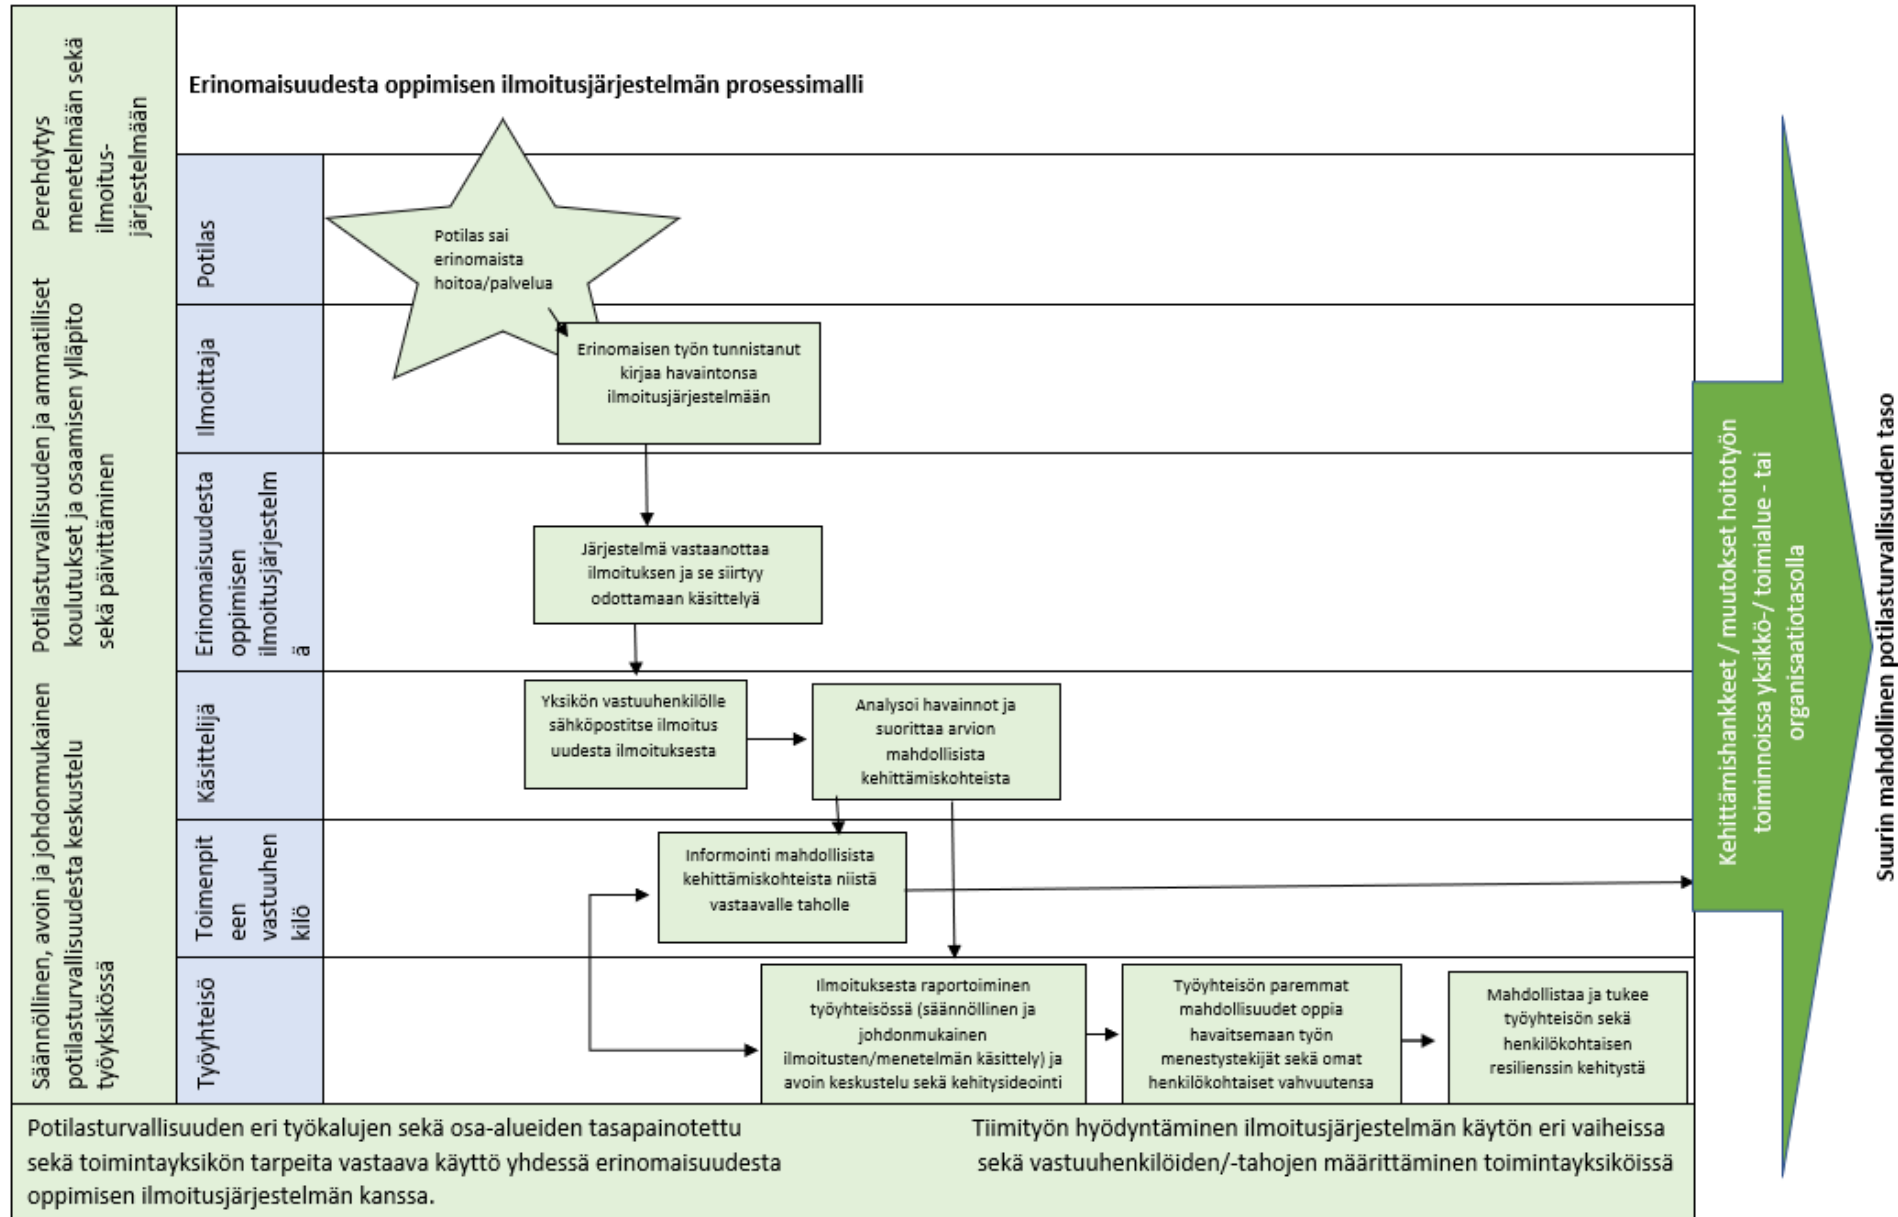 Erinomaisuudesta oppimisen ilmoitusjärjestelmän prosessimalli
Perehdytys
menetelmään sekä
ilmoitus-
järjestelmään
Potilasturvallisuuden ja ammatilliset
koulutukset ja osaamisen ylläpito
sekä päivittäminen
Säännöllinen, avoin ja johdonmukainen
potilasturvallisuudesta keskustelu
työyksikössä
Potilas
Potilas sai
erinomaista
hoitoa/palvelua
Ilmoittaja
Erinomaisen työn tunnistanut
kirjaa havaintonsa
ilmoitusjärjestelmään
Erinomaisuudesta
oppimisen
ilmoitusjärjestelm
ä
Järjestelmä vastaanottaa
ilmoituksen ja se siirtyy
odottamaan käsittelyä
Käsittelijä
Yksikön vastuuhenkilölle
sähköpostitse ilmoitus
uudesta ilmoituksesta
Analysoi havainnot ja
suorittaa arvion
mahdollisista
kehittämiskohteista
Toimenpit
een
vastuuhen
kilö
Informointi mahdollisista
kehittämiskohteista niistä
vastaavalle taholle
Työyhteisö
Ilmoituksesta raportoiminen
työyhteisössä (säännöllinen ja
johdonmukainen
ilmoitusten/menetelmän käsittely) ja
avoin keskustelu sekä kehitysideointi
Työyhteisön paremmat
mahdollisuudet oppia
havaitsemaan työn
menestystekijät sekä omat
henkilökohtaiset vahvuutensa
Mahdollistaa ja tukee
työyhteisön sekä
henkilökohtaisen
resilienssin kehitystä
Kehittämishankkeet / muutokset hoitotyön
toiminnoissa yksikkö-/ toimialue - tai
organisaatiotasolla
Suurin mahdollinen potilasturvallisuuden taso
Potilasturvallisuuden eri työkalujen sekä osa-alueiden tasapainotettu
sekä toimintayksikön tarpeita vastaava käyttö yhdessä erinomaisuudesta
oppimisen ilmoitusjärjestelmän kanssa.
Tiimityön hyödyntäminen ilmoitusjärjestelmän käytön eri vaiheissa
sekä vastuuhenkilöiden/-tahojen määrittäminen toimintayksiköissä